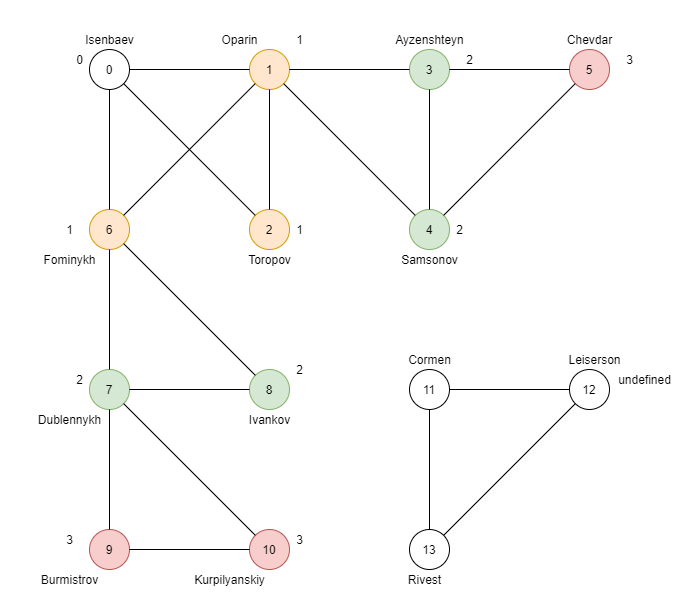 Isenbaev
Oparin
1
Ayzenshteyn
Chevdar
0
0
1
3
2
5
3
1
6
2
1
4
2
Fominykh
Toropov
Samsonov
Cormen
Leiserson
2
7
8
2
11
12
undefined
Dublennykh
Ivankov
3
9
10
3
13
Burmistrov
Kurpilyanskiy
Rivest